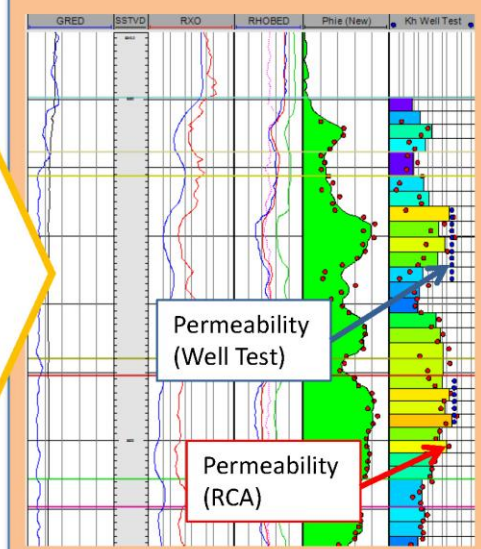 GRED SSTVD RXO RHOBED Phie (New) Kh Well Test
Permeability
(Well Test)
Permeability
(RCA)